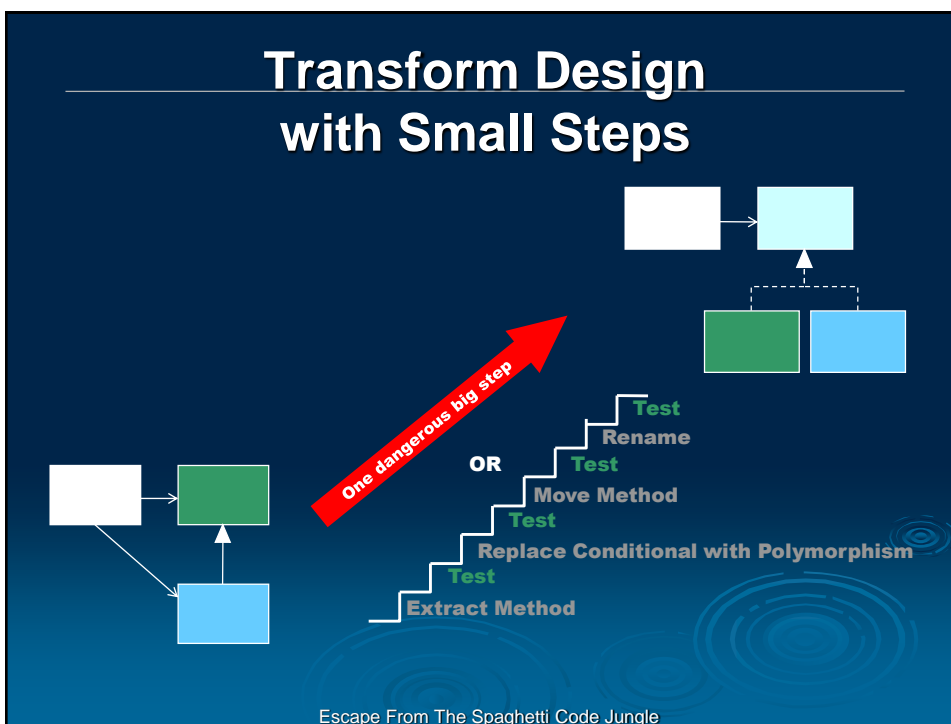 Transform Design
with Small Steps
One dangerous big step
OR
Test
Rename
Test
Move Method
Test
Replace Conditional with Polymorphism
Test
Extract Method
Escape From The Spaghetti Code Jungle